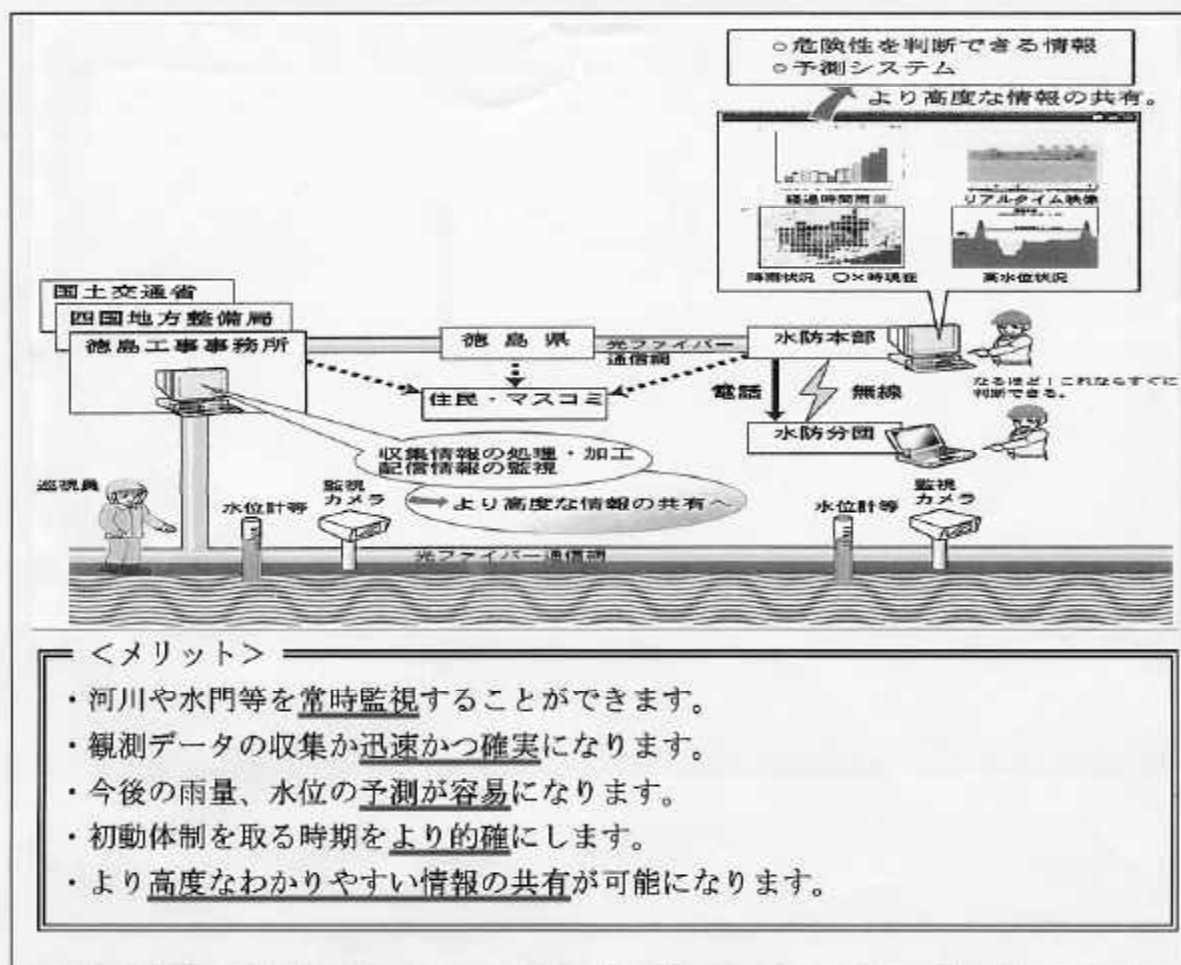 ○危険性を判断できる情報
○予測システム
より高度な情報の共有。
経過時間雨量
リアルタイム映像
降雨状況 ○×時現在
高水位状況
国土交通省
四国地方整備局
徳島工事事務所
徳島県
光ファイバー
通信網
水防本部
住民・マスコミ
電話
無線
なるほど！これならすぐに
判断できる。
水防分団
収集情報の処理・加工
配信情報の監視
より高度な情報の共有へ
巡視員
水位計等
監視
カメラ
水位計等
監視
カメラ
光ファイバー通信網
＜メリット＞
・河川や水門等を常時監視することができます。
・観測データの収集か迅速かつ確実になります。
・今後の雨量、水位の予測が容易になります。
・初動体制を取る時期をより的確にします。
・より高度なわかりやすい情報の共有が可能になります。